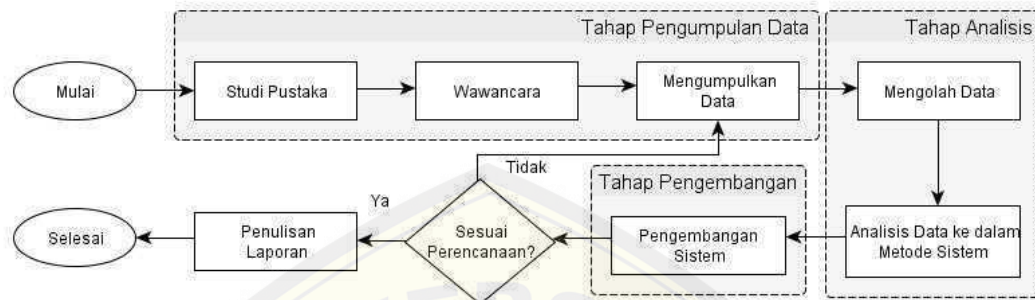 Tahap Pengumpulan Data
Tahap Analisis
Mulai
Studi Pustaka
Wawancara
Mengumpulkan
Data
Mengolah Data
Tidak
Tahap Pengembangan
Ya
Selesai
Penulisan
Laporan
Sesuai
Perencanaan?
Pengembangan
Sistem
Analisis Data ke dalam
Metode Sistem